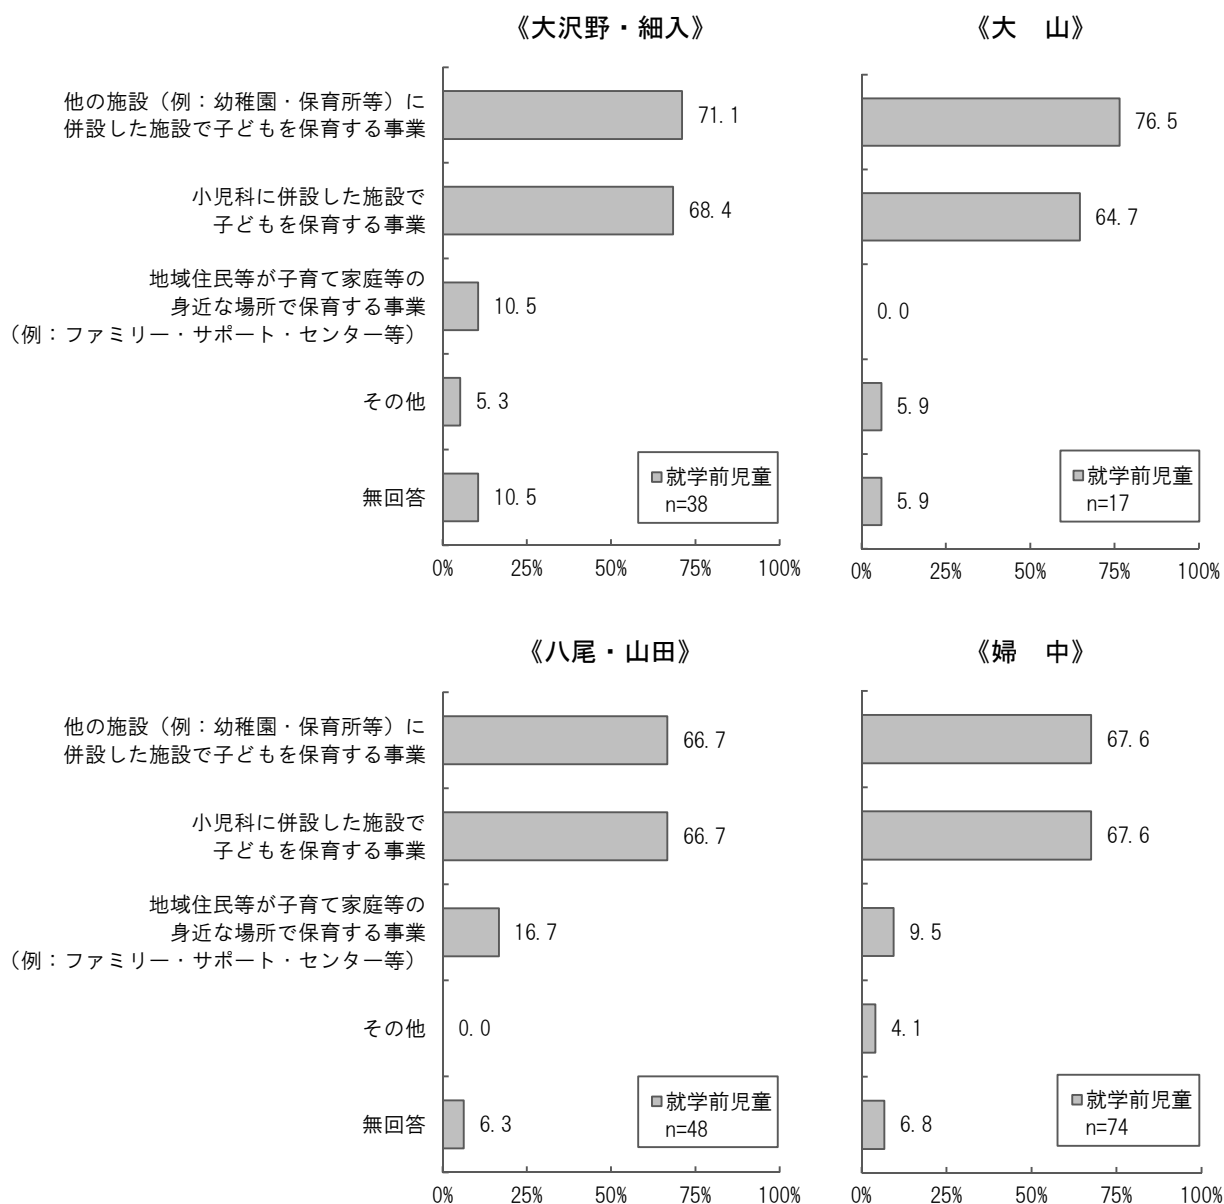 《大沢野・細入》
他の施設（例：幼稚園・保育所等）に
併設した施設で子どもを保育する事業
71.1
小児科に併設した施設で
子どもを保育する事業
68.4
地域住民等が子育て家庭等の
身近な場所で保育する事業
（例：ファミリー・サポート・センター等）
10.5
その他
5.3
無回答
10.5
就学前児童
n=38
0% 25% 50% 75% 100%
《大　山》
76.5
64.7
0.0
5.9
5.9
就学前児童
n=17
0% 25% 50% 75% 100%
《八尾・山田》
他の施設（例：幼稚園・保育所等）に
併設した施設で子どもを保育する事業
66.7
小児科に併設した施設で
子どもを保育する事業
66.7
地域住民等が子育て家庭等の
身近な場所で保育する事業
（例：ファミリー・サポート・センター等）
16.7
その他
0.0
無回答
6.3
就学前児童
n=48
0% 25% 50% 75% 100%
《婦　中》
67.6
67.6
9.5
4.1
6.8
就学前児童
n=74
0% 25% 50% 75% 100%